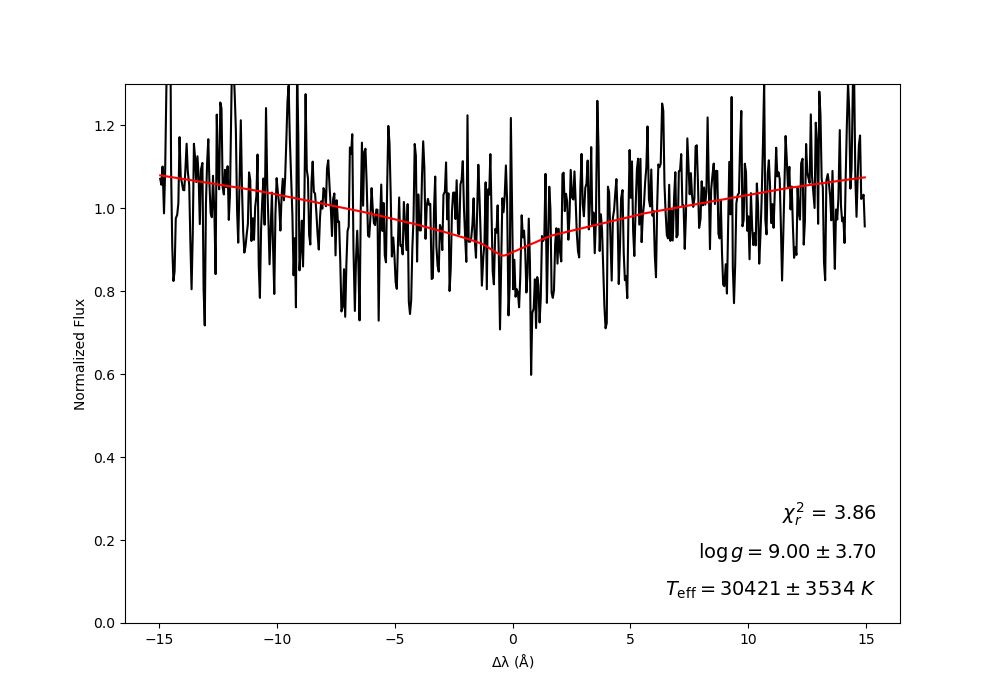 1.2
1.0
0.8
0.6
0.4
0.2
0.0
Normalized Flux
χ²ᵣ = 3.86
log g = 9.00 ± 3.70
T_eff = 30421 ± 3534 K
−15 −10 −5 0 5 10 15
Δλ (Å)